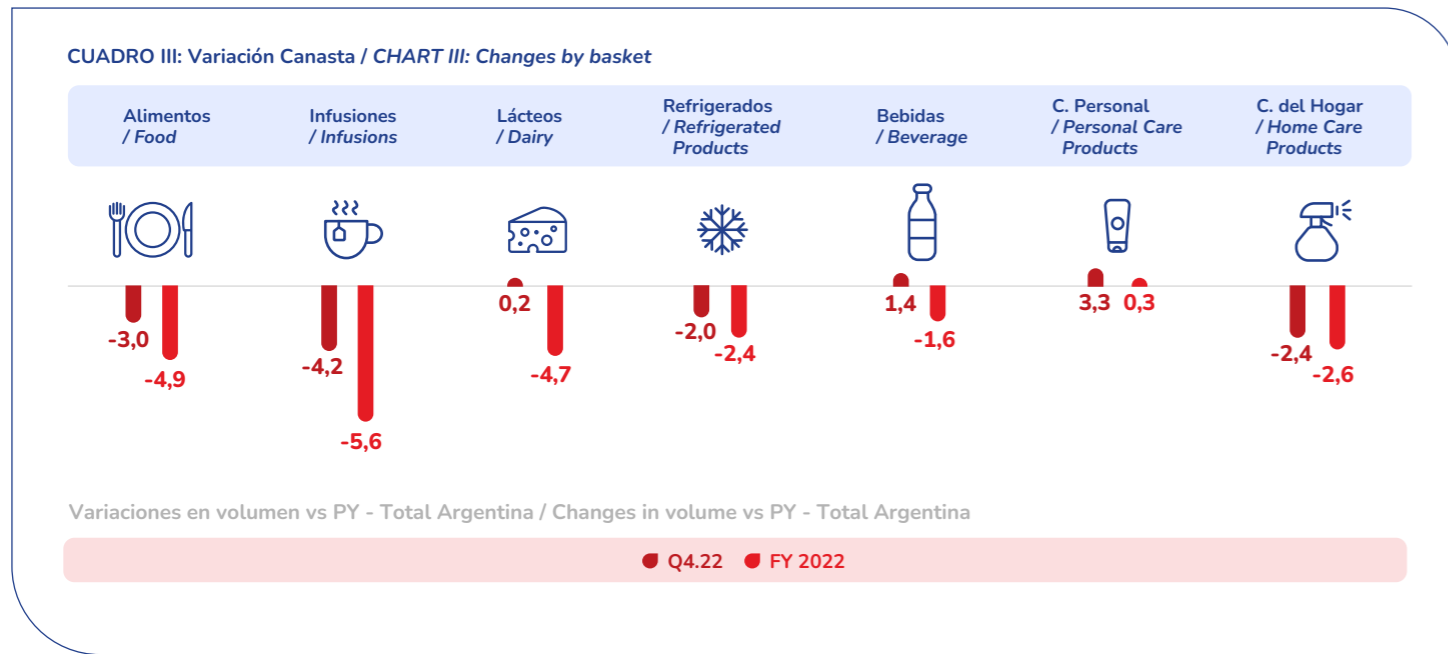 CUADRO III: Variación Canasta / CHART III: Changes by basket
Alimentos
/ Food
Infusiones
/ Infusions
Lácteos
/ Dairy
Refrigerados
/ Refrigerated
Products
Bebidas
/ Beverage
C. Personal
/ Personal Care
Products
C. del Hogar
/ Home Care
Products
-3,0
-4,9
-4,2
-5,6
0,2
-4,7
-2,0
-2,4
1,4
-1,6
3,3
0,3
-2,4
-2,6
Variaciones en volumen vs PY - Total Argentina / Changes in volume vs PY - Total Argentina
Q4.22 FY 2022